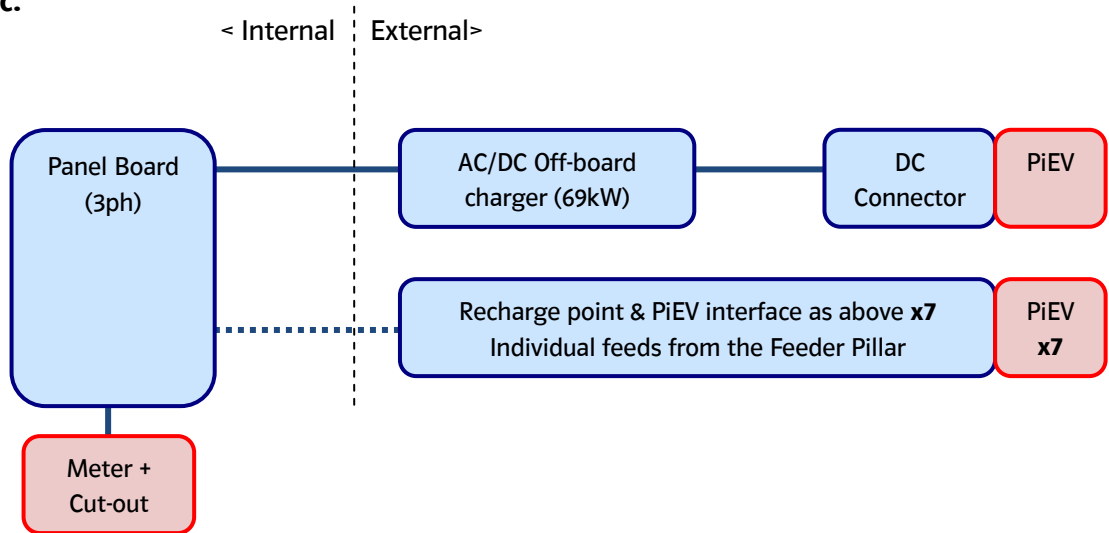 c.
< Internal
External>
Panel Board
(3ph)
AC/DC Off-board
charger (69kW)
DC
Connector
PiEV
Recharge point & PiEV interface as above x7
Individual feeds from the Feeder Pillar
PiEV
x7
Meter +
Cut-out